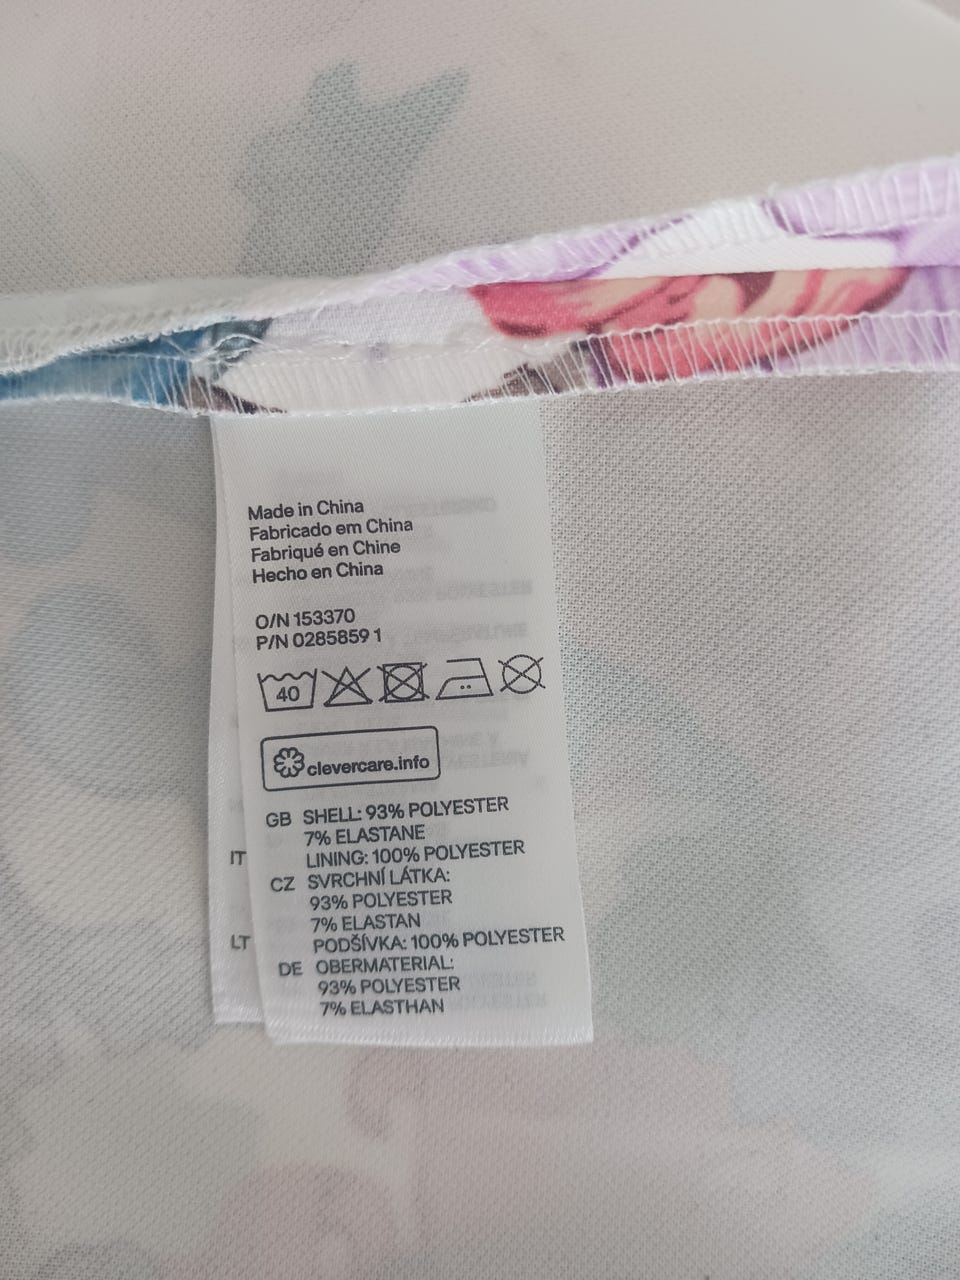 Made in China
Fabricado em China
Fabriqué en Chine
Hecho en China
O/N 153370
P/N 0285859 1
40
clevercare.info
GB SHELL: 93% POLYESTER
7% ELASTANE
LINING: 100% POLYESTER
CZ SVRCHNÍ LÁTKA:
93% POLYESTER
7% ELASTAN
PODŠÍVKA: 100% POLYESTER
DE OBERMATERIAL:
93% POLYESTER
7% ELASTHAN
IT
LT